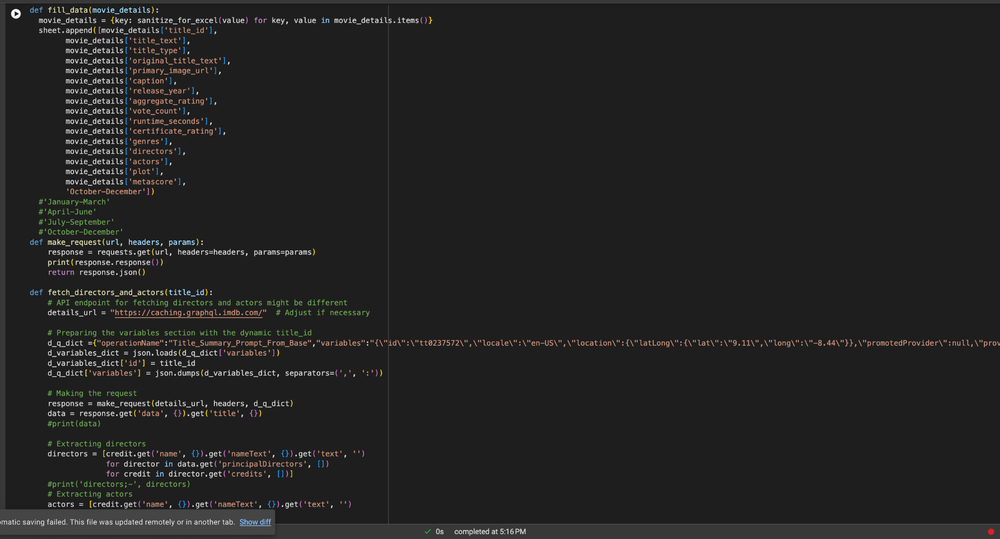 def fill_data(movie_details):
  movie_details = {key: sanitize_for_excel(value) for key, value in movie_details.items()}
  sheet.append([movie_details['title_id'],
        movie_details['title_text'],
        movie_details['title_type'],
        movie_details['original_title_text'],
        movie_details['primary_image_url'],
        movie_details['caption'],
        movie_details['release_year'],
        movie_details['aggregate_rating'],
        movie_details['vote_count'],
        movie_details['runtime_seconds'],
        movie_details['certificate_rating'],
        movie_details['genres'],
        movie_details['directors'],
        movie_details['actors'],
        movie_details['plot'],
        movie_details['metascore'],
        'October-December'])
  #'January-March'
  #'April-June'
  #'July-September'
  #'October-December'
def make_request(url, headers, params):
    response = requests.get(url, headers=headers, params=params)
    print(response.response())
    return response.json()
def fetch_directors_and_actors(title_id):
    # API endpoint for fetching directors and actors might be different
    details_url = "https://caching.graphql.imdb.com/"  # Adjust if necessary
    # Preparing the variables section with the dynamic title_id
    d_q_dict ={"operationName":"Title_Summary_Prompt_From_Base","variables":"{\"id\":\"tt0237572\",\"locale\":\"en-US\",\"location\":{\"latLong\":{\"lat\":\"9.11\",\"long\":\"-8.44\"}},\"promotedProvider\":null,\"prov
    d_variables_dict = json.loads(d_q_dict['variables'])
    d_variables_dict['id'] = title_id
    d_q_dict['variables'] = json.dumps(d_variables_dict, separators=(',', ':'))
    # Making the request
    response = make_request(details_url, headers, d_q_dict)
    data = response.get('data', {}).get('title', {})
    #print(data)
    # Extracting directors
    directors = [credit.get('name', {}).get('nameText', {}).get('text', '')
                 for director in data.get('principalDirectors', [])
                 for credit in director.get('credits', [])]
    #print('directors;-', directors)
    # Extracting actors
    actors = [credit.get('name', {}).get('nameText', {}).get('text', '')
omatic saving failed. This file was updated remotely or in another tab. Show diff
0s completed at 5:16 PM